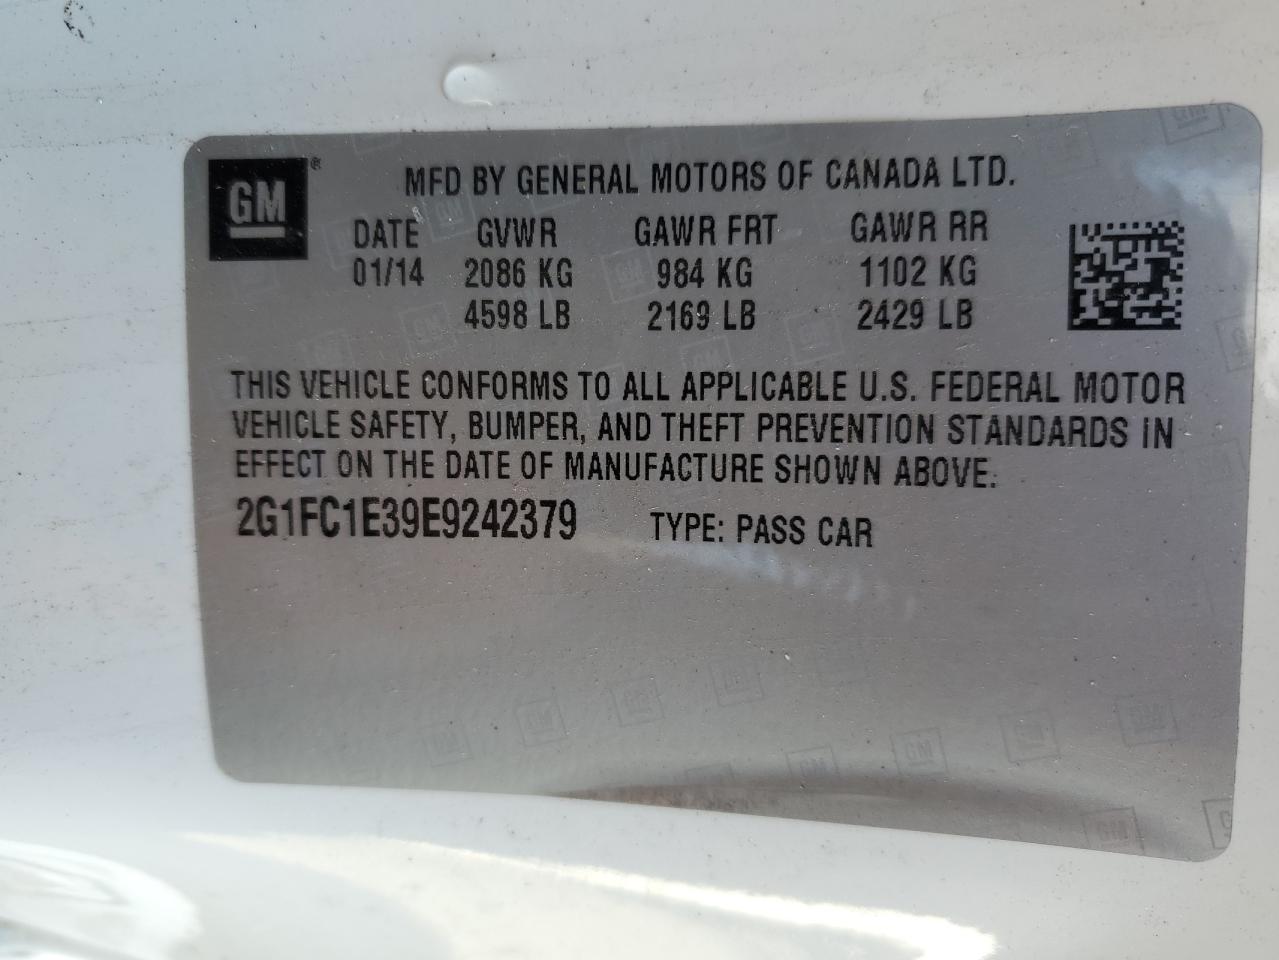 GM ®
MFD BY GENERAL MOTORS OF CANADA LTD.
DATE GVWR GAWR FRT GAWR RR
01/14 2086 KG 984 KG 1102 KG
4598 LB 2169 LB 2429 LB
THIS VEHICLE CONFORMS TO ALL APPLICABLE U.S. FEDERAL MOTOR
VEHICLE SAFETY, BUMPER, AND THEFT PREVENTION STANDARDS IN
EFFECT ON THE DATE OF MANUFACTURE SHOWN ABOVE.
2G1FC1E39E9242379 TYPE: PASS CAR